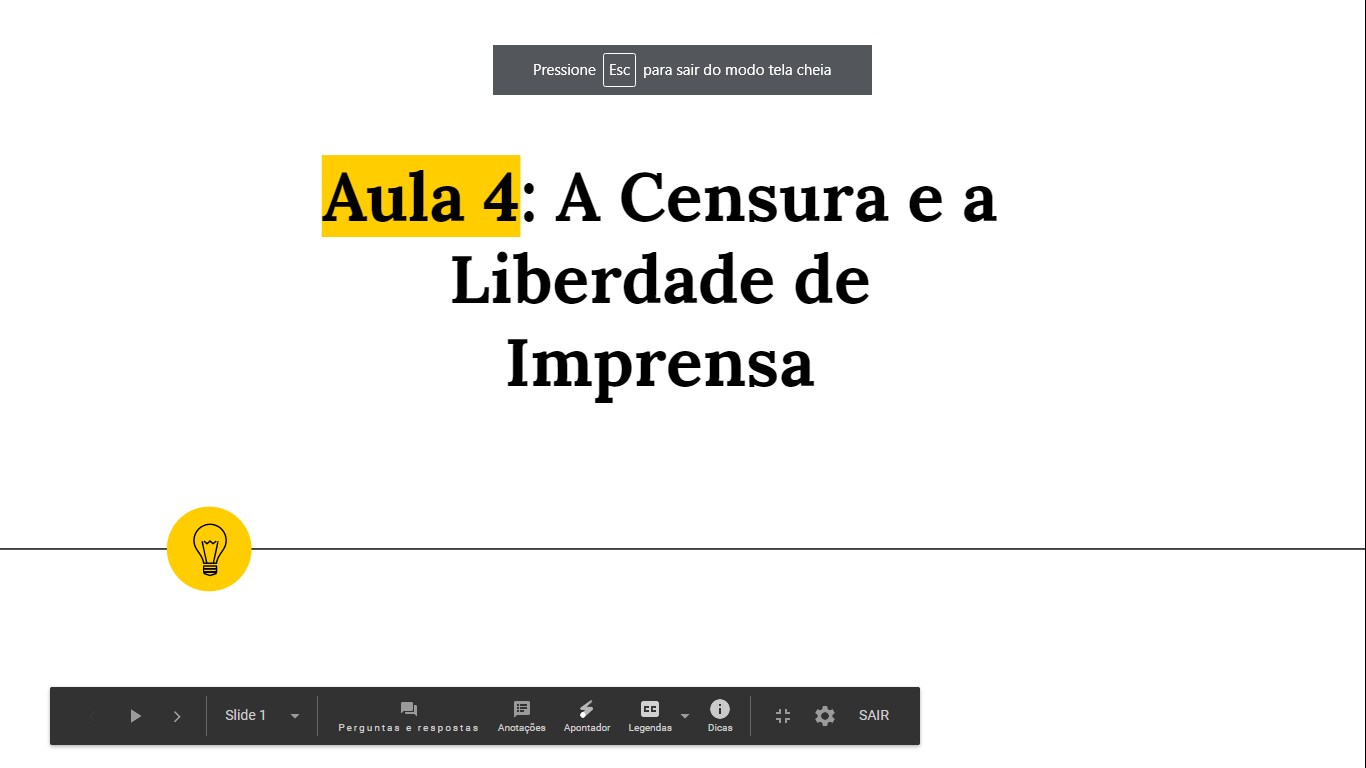 Pressione Esc para sair do modo tela cheia
Aula 4: A Censura e a
Liberdade de
Imprensa
Slide 1
Perguntas e respostas
Anotações
Apontador
CC
Legendas
Dicas
SAIR